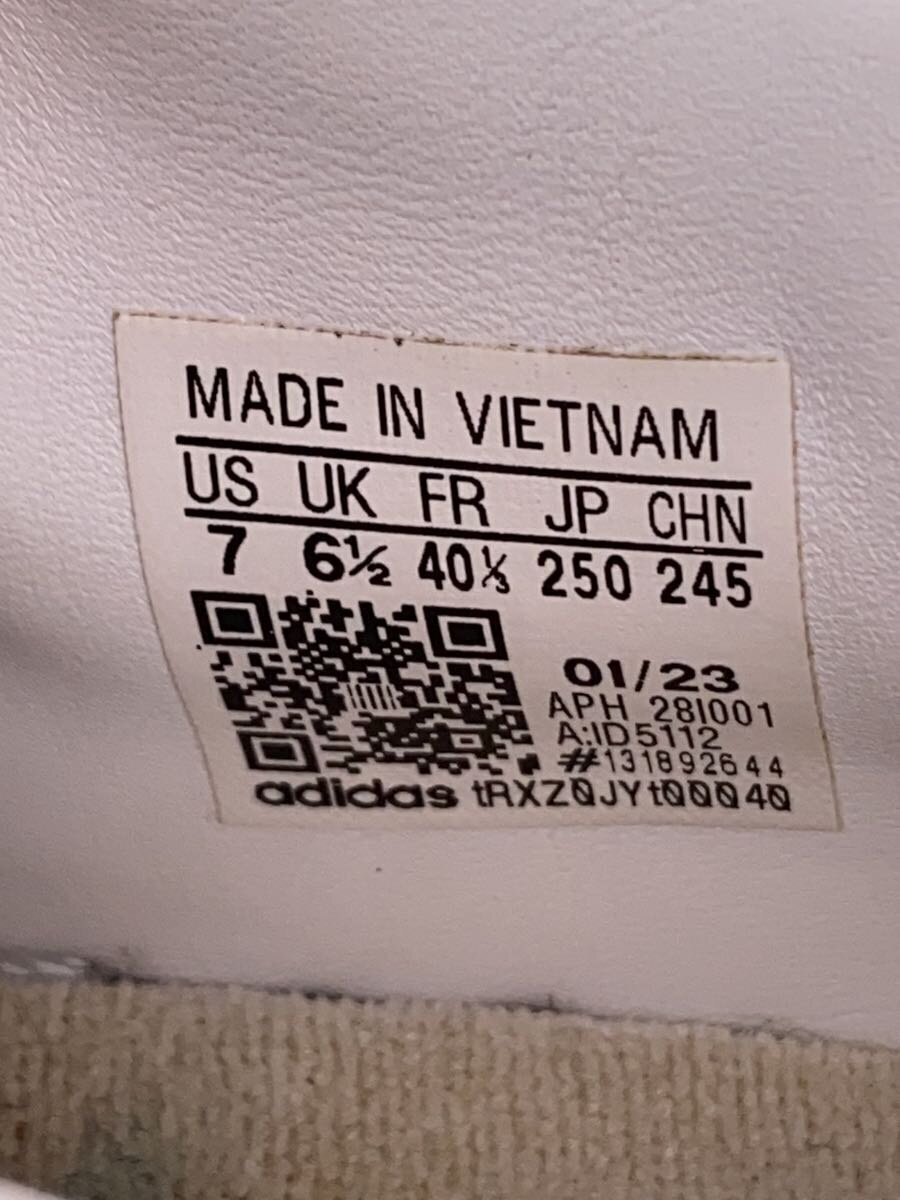 MADE IN VIETNAM
US UK FR JP CHN
7 6½ 40⅓ 250 245
01/23
APH 28I001
A:ID5112
#131892644
adidas tRXZ0JYt00040